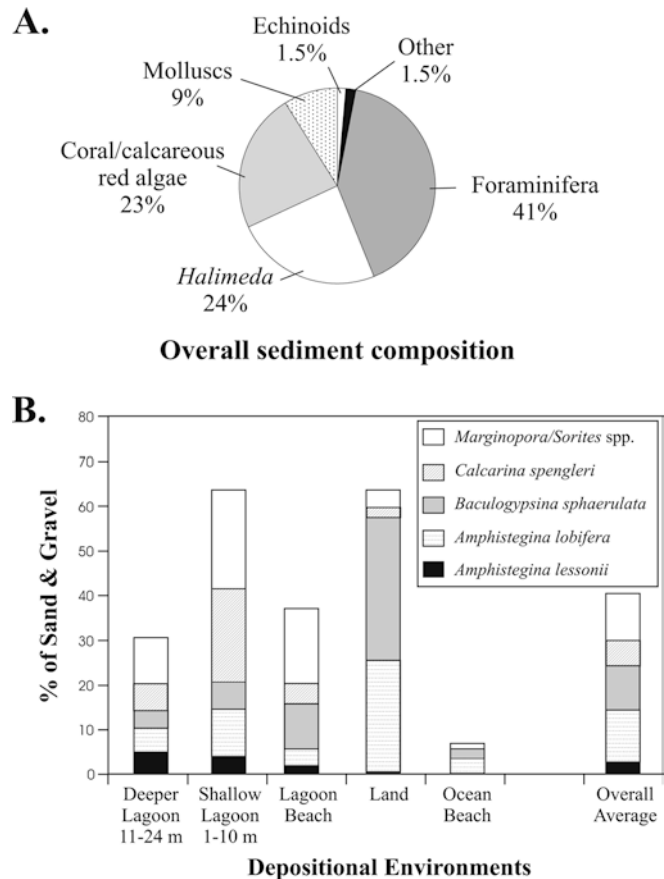 A.
Echinoids
1.5%
Other
1.5%
Molluscs
9%
Coral/calcareous
red algae
23%
Foraminifera
41%
Halimeda
24%
Overall sediment composition
B.
80
70
60
50
40
30
20
10
0
% of Sand & Gravel
Marginopora/Sorites spp.
Calcarina spengleri
Baculogypsina sphaerulata
Amphistegina lobifera
Amphistegina lessonii
Deeper
Lagoon
11-24 m
Shallow
Lagoon
1-10 m
Lagoon
Beach
Land
Ocean
Beach
Overall
Average
Depositional Environments